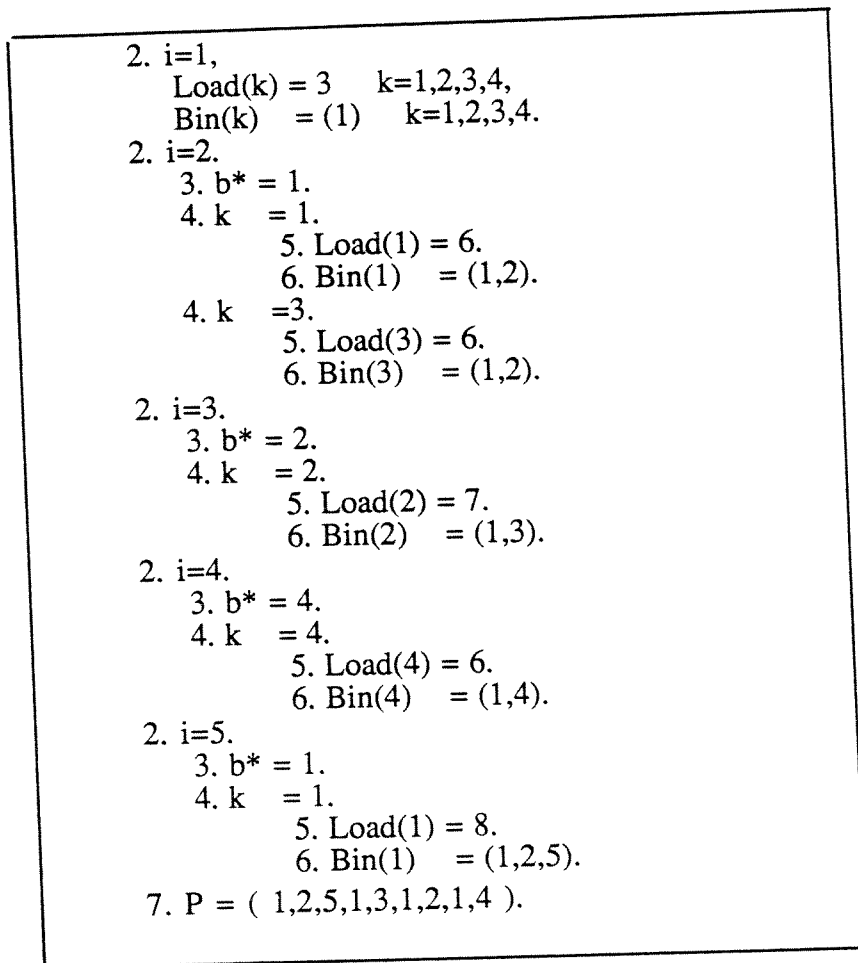 2. i=1,
Load(k) = 3 k=1,2,3,4,
Bin(k) = (1) k=1,2,3,4.
2. i=2.
3. b* = 1.
4. k = 1.
5. Load(1) = 6.
6. Bin(1) = (1,2).
4. k =3.
5. Load(3) = 6.
6. Bin(3) = (1,2).
2. i=3.
3. b* = 2.
4. k = 2.
5. Load(2) = 7.
6. Bin(2) = (1,3).
2. i=4.
3. b* = 4.
4. k = 4.
5. Load(4) = 6.
6. Bin(4) = (1,4).
2. i=5.
3. b* = 1.
4. k = 1.
5. Load(1) = 8.
6. Bin(1) = (1,2,5).
7. P = ( 1,2,5,1,3,1,2,1,4 ).